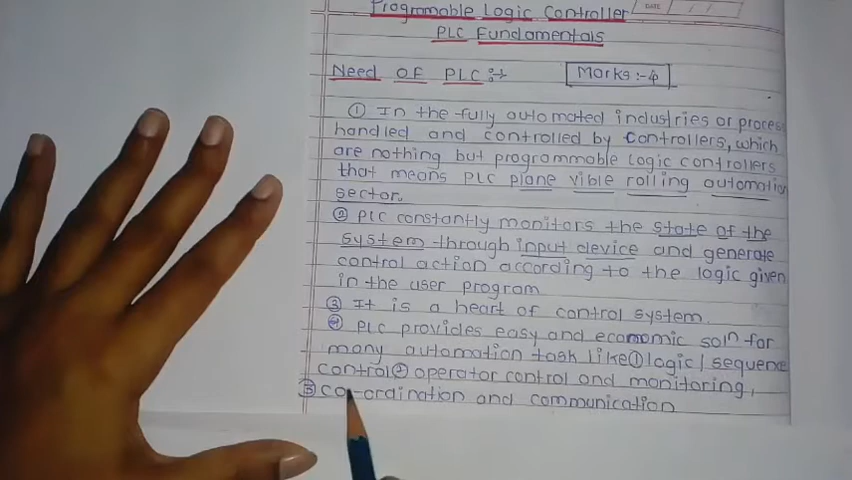 Programmable Logic Controller
DATE
PLC Fundamentals
Need OF PLC :→
Marks :- 4
① In the fully automated industries or proces
handled and controlled by controllers, which
are nothing but programmable logic controllers
that means PLC plane vible rolling automatio
sector.
② PLC constantly monitors the state of the
system through input device and generate
control action according to the logic given
in the user program
③ It is a heart of control system.
④ PLC provides easy and economic solⁿ for
many automation task like ① logic / sequence
control ② operator control and monitoring,
③ co-ordination and communication